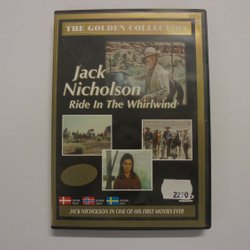 THE GOLDEN COLLECTION
Jack
Nicholson
Ride In The Whirlwind
JACK NICHOLSON IN ONE OF HIS FIRST MOVIES EVER